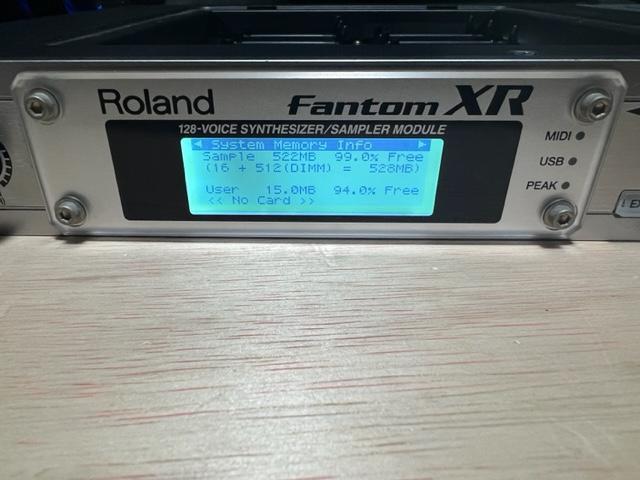 Roland Fantom XR
128-VOICE SYNTHESIZER/SAMPLER MODULE
◀ System Memory Info ▶
Sample 522MB 99.0% Free
(16 + 512(DIMM) = 528MB)
User 15.0MB 94.0% Free
<< No Card >>
MIDI
USB
PEAK